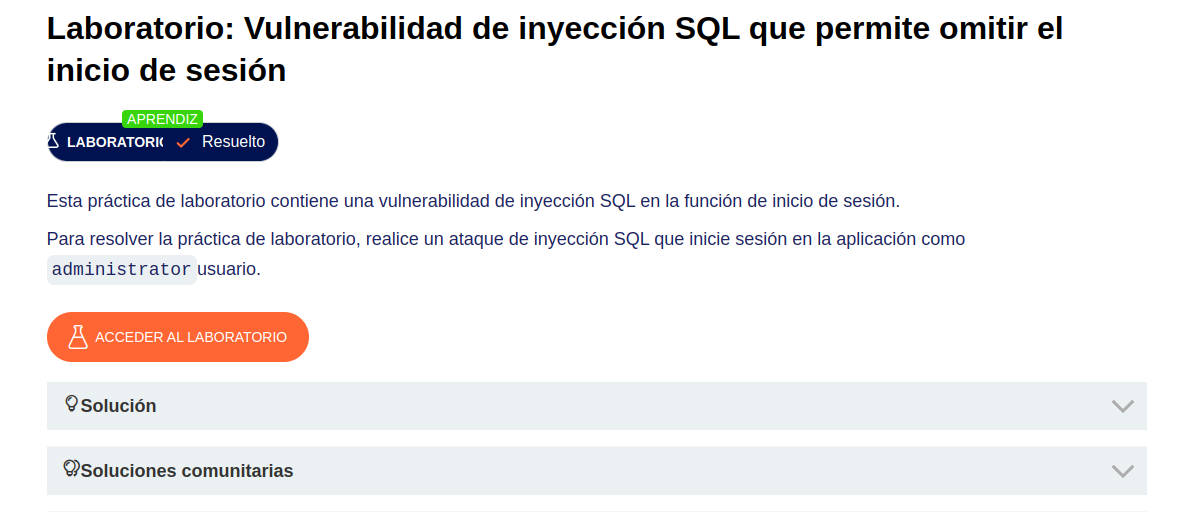 Laboratorio: Vulnerabilidad de inyección SQL que permite omitir el
inicio de sesión
APRENDIZ
LABORATORIO Resuelto
Esta práctica de laboratorio contiene una vulnerabilidad de inyección SQL en la función de inicio de sesión.
Para resolver la práctica de laboratorio, realice un ataque de inyección SQL que inicie sesión en la aplicación como
administrator usuario.
ACCEDER AL LABORATORIO
Solución
Soluciones comunitarias